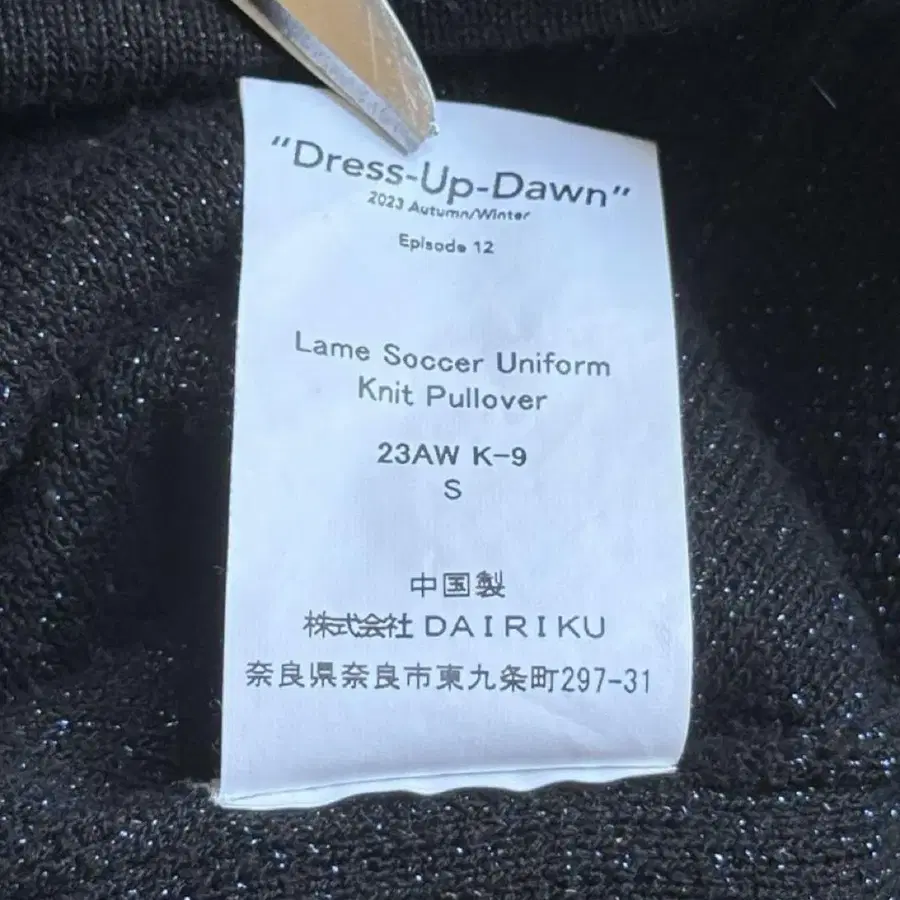 "Dress-Up-Dawn"
2023 Autumn/Winter
Episode 12
Lame Soccer Uniform
Knit Pullover
23AW K-9
S
中国製
株式会社 DAIRIKU
奈良県奈良市東九条町297-31